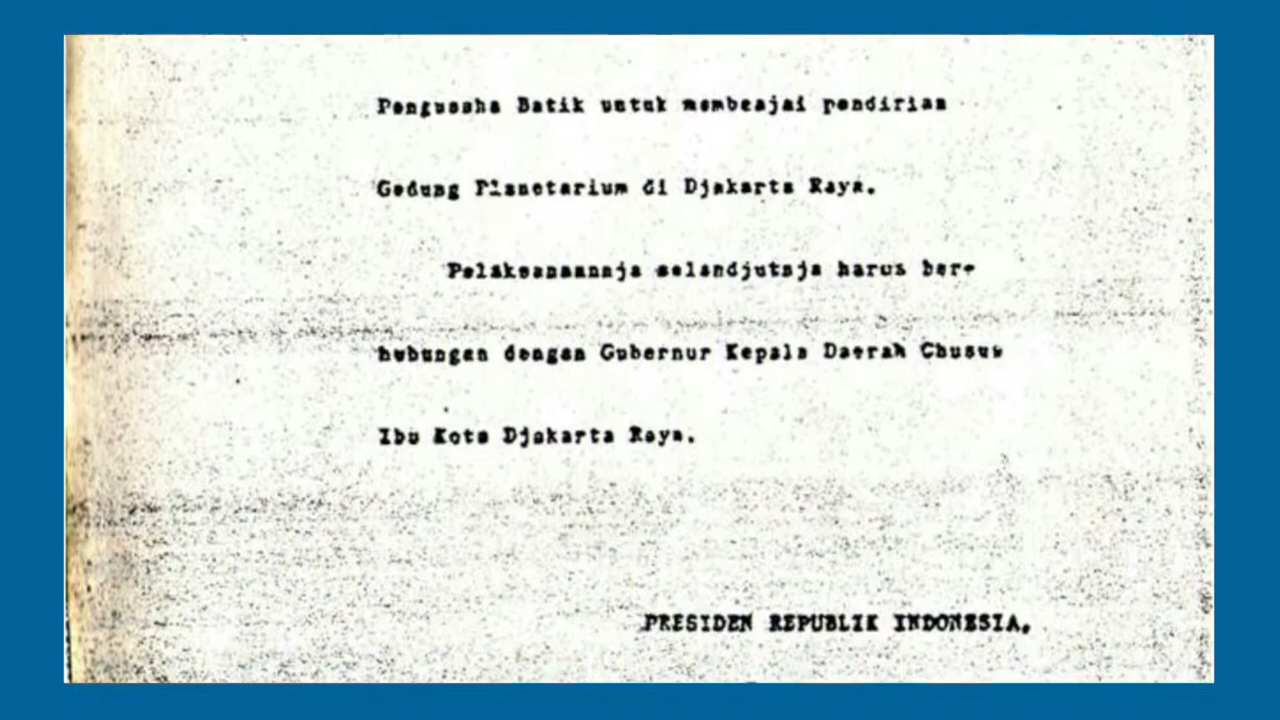 Pengusaha Batik untuk membeajai pendirian
Gedung Planetarium di Djakarta Raya.
Pelaksanaannja selandjutnja harus ber-
hubungan dengan Gubernur Kepala Daerah Chusus
Ibu Kota Djakarta Raya.
PRESIDEN REPUBLIK INDONESIA,